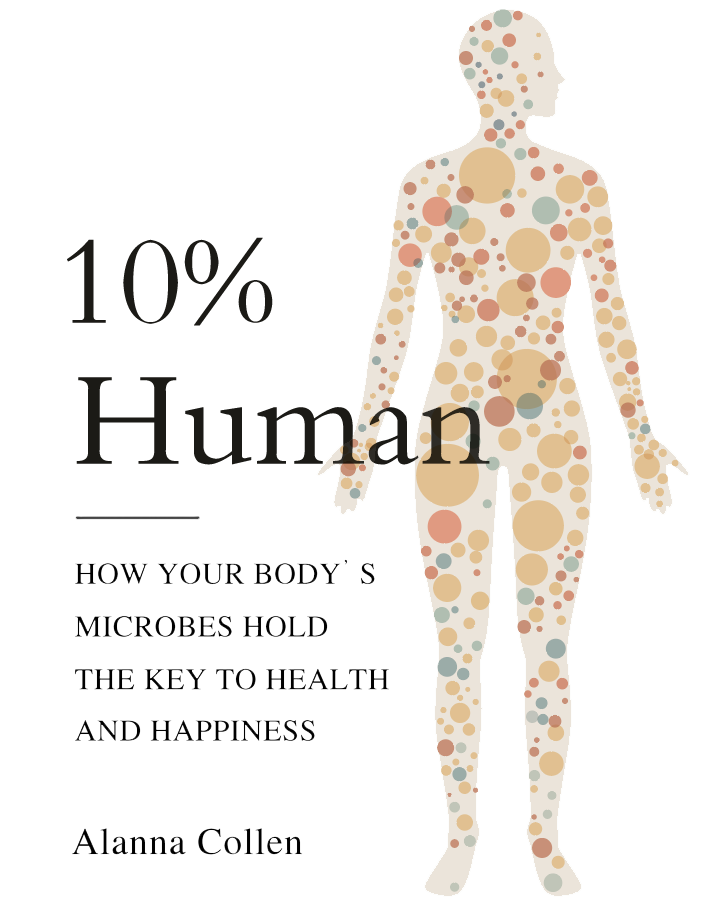 10%
Human
HOW YOUR BODY' S
MICROBES HOLD
THE KEY TO HEALTH
AND HAPPINESS
Alanna Collen